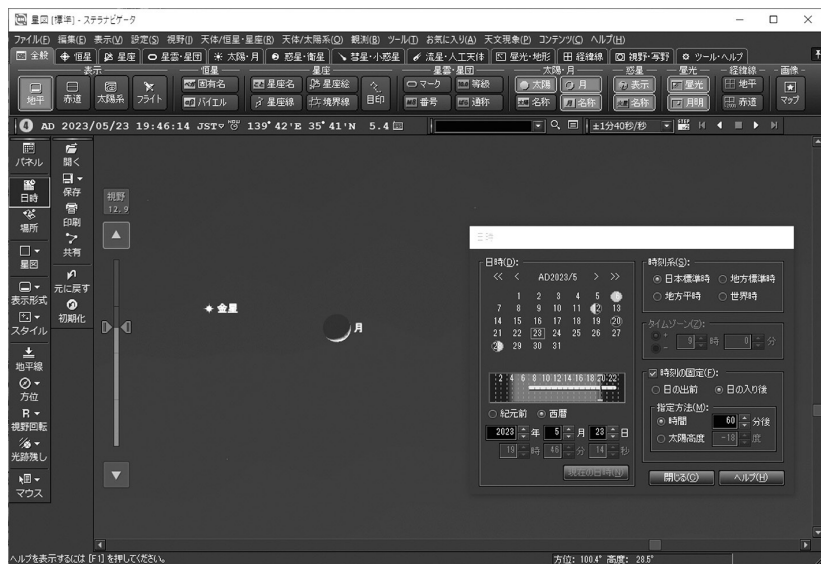 星図 [標準] - ステラナビゲータ
ファイル(F) 編集(E) 表示(V) 設定(S) 視野(I) 天体/恒星・星座(R) 天体/太陽系(O) 観測(B) ツール(T) お気に入り(A) 天文現象(P) コンテンツ(C) ヘルプ(H)
全般 恒星 星座 星雲・星団 太陽・月 惑星・衛星 彗星・小惑星 流星・人工天体 昼光・地形 経緯線 視野・写野 ツール・ヘルプ
表示 恒星 星座 星雲・星団 太陽・月 惑星 昼光 経緯線 画像
地平 赤道 太陽系 フライト 固有名 星座名 星座絵 目印 マーク 等級 太陽 月 表示 昼光 地平 マップ
バイエル 星座線 境界線 番号 通称 名称 名称 名称 月明 赤道
AD 2023/05/23 19:46:14 JST 139°42'E 35°41'N 5.4 ±1分40秒/秒
パネル 開く
日時 保存
場所 印刷
星図 共有
表示形式 元に戻す
スタイル 初期化
地平線
方位
視野回転
光跡残し
マウス
視野
12.9
金星
月
日時
日時(D):
<< < AD2023/5 > >>
1 2 3 4 5
7 8 9 10 11 12 13
14 15 16 17 18 19 20
21 22 23 24 25 26 27
29 30 31
2 4 6 8 10 12 14 16 18 20 22
紀元前 西暦
2023 年 5 月 23 日
19 時 46 分 14 秒
現在の日時(N)
時刻系(S):
日本標準時 地方標準時
地方平時 世界時
タイムゾーン(Z):
+
-
9 時 0 分
時刻の固定(F):
日の出前 日の入り後
指定方法(M):
時間 60 分後
太陽高度 -18 度
閉じる(C) ヘルプ(H)
ヘルプを表示するには [F1] を押してください。 方位: 100.4° 高度: 28.5°